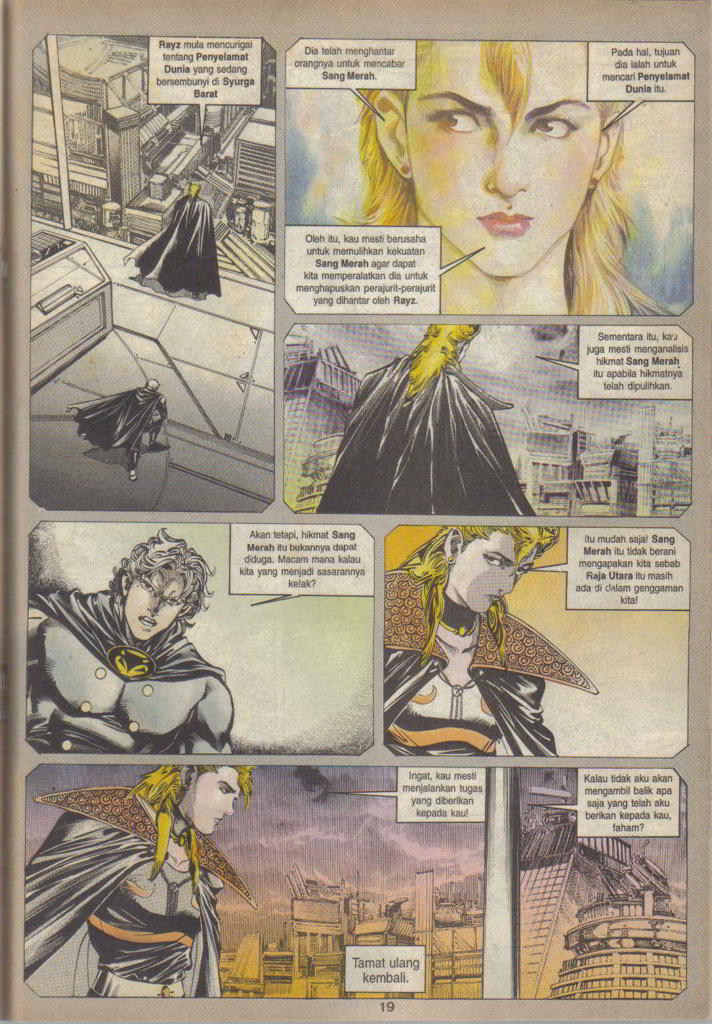 Rayz mula mencurigai
tentang Penyelamat
Dunia yang sedang
bersembunyi di Syurga
Barat
Dia telah menghantar
orangnya untuk mencabar
Sang Merah.
Pada hal, tujuan
dia ialah untuk
mencari Penyelamat
Dunia itu.
Oleh itu, kau mesti berusaha
untuk memulihkan kekuatan
Sang Merah agar dapat
kita memperalatkan dia untuk
menghapuskan perajurit-perajurit
yang dihantar oleh Rayz.
Sementara itu, kau
juga mesti menganalisis
hikmat Sang Merah
itu apabila hikmatnya
telah dipulihkan.
Akan tetapi, hikmat Sang
Merah itu bukannya dapat
diduga. Macam mana kalau
kita yang menjadi sasarannya
kelak?
Itu mudah saja! Sang
Merah itu tidak berani
mengapakan kita sebab
Raja Utara itu masih
ada di dalam genggaman
kita!
Ingat, kau mesti
menjalankan tugas
yang diberikan
kepada kau!
Kalau tidak aku akan
mengambil balik apa
saja yang telah aku
berikan kepada kau,
faham?
Tamat ulang
kembali.
19